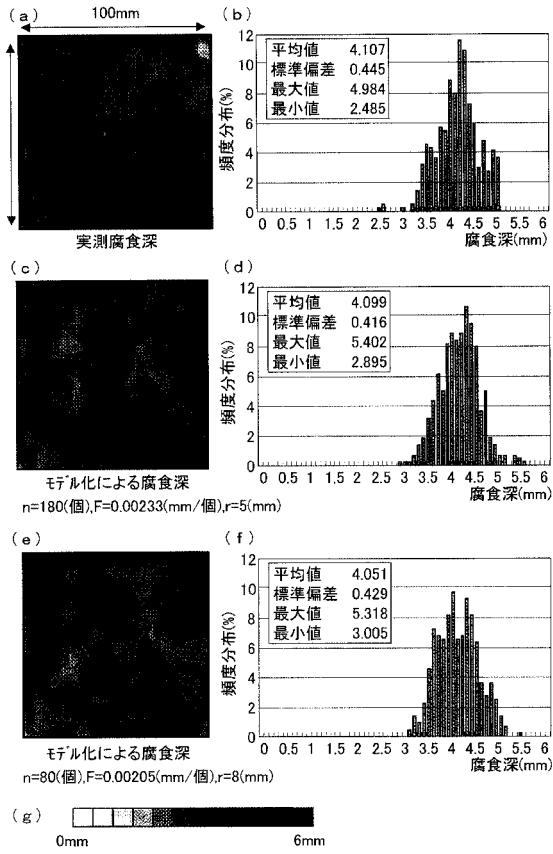 (a)
100mm
実測腐食深
(b)
頻度分布(%)
12
10
8
6
4
2
0
平均値 4.107
標準偏差 0.445
最大値 4.984
最小値 2.485
0 0.5 1 1.5 2 2.5 3 3.5 4 4.5 5 5.5 6
腐食深(mm)
(c)
モデル化による腐食深
n=180(個),F=0.00233(mm/個),r=5(mm)
(d)
頻度分布(%)
12
10
8
6
4
2
0
平均値 4.099
標準偏差 0.416
最大値 5.402
最小値 2.895
0 0.5 1 1.5 2 2.5 3 3.5 4 4.5 5 5.5 6
腐食深(mm)
(e)
モデル化による腐食深
n=80(個),F=0.00205(mm/個),r=8(mm)
(f)
頻度分布(%)
12
10
8
6
4
2
0
平均値 4.051
標準偏差 0.429
最大値 5.318
最小値 3.005
0 0.5 1 1.5 2 2.5 3 3.5 4 4.5 5 5.5 6
腐食深(mm)
(g)
0mm 6mm